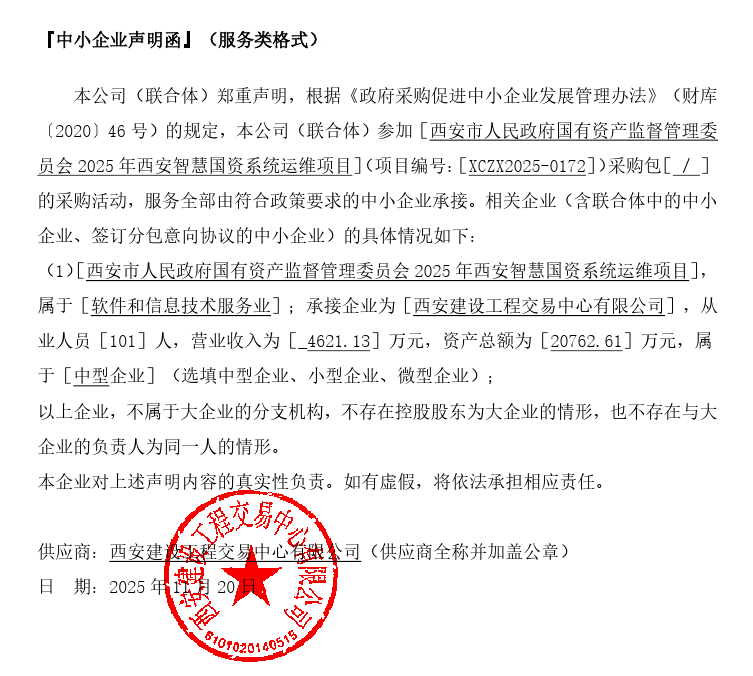 『中小企业声明函』（服务类格式）
本公司（联合体）郑重声明，根据《政府采购促进中小企业发展管理办法》（财库
〔2020〕46 号）的规定，本公司（联合体）参加［西安市人民政府国有资产监督管理委
员会 2025 年西安智慧国资系统运维项目］（项目编号：［XCZX2025-0172］）采购包［ / ］
的采购活动，服务全部由符合政策要求的中小企业承接。相关企业（含联合体中的中小
企业、签订分包意向协议的中小企业）的具体情况如下：
（1）［西安市人民政府国有资产监督管理委员会 2025 年西安智慧国资系统运维项目］，
属于［软件和信息技术服务业］；承接企业为［西安建设工程交易中心有限公司］，从
业人员［101］人，营业收入为［ 4621.13］万元，资产总额为［20762.61］万元，属
于［中型企业］（选填中型企业、小型企业、微型企业）;
以上企业，不属于大企业的分支机构，不存在控股股东为大企业的情形，也不存在与大
企业的负责人为同一人的情形。
本企业对上述声明内容的真实性负责。如有虚假，将依法承担相应责任。
供应商：西安建设工程交易中心有限公司（供应商全称并加盖公章）
日　期：2025 年 11 月 20 日
西安建设工程交易中心有限公司
6101020140515